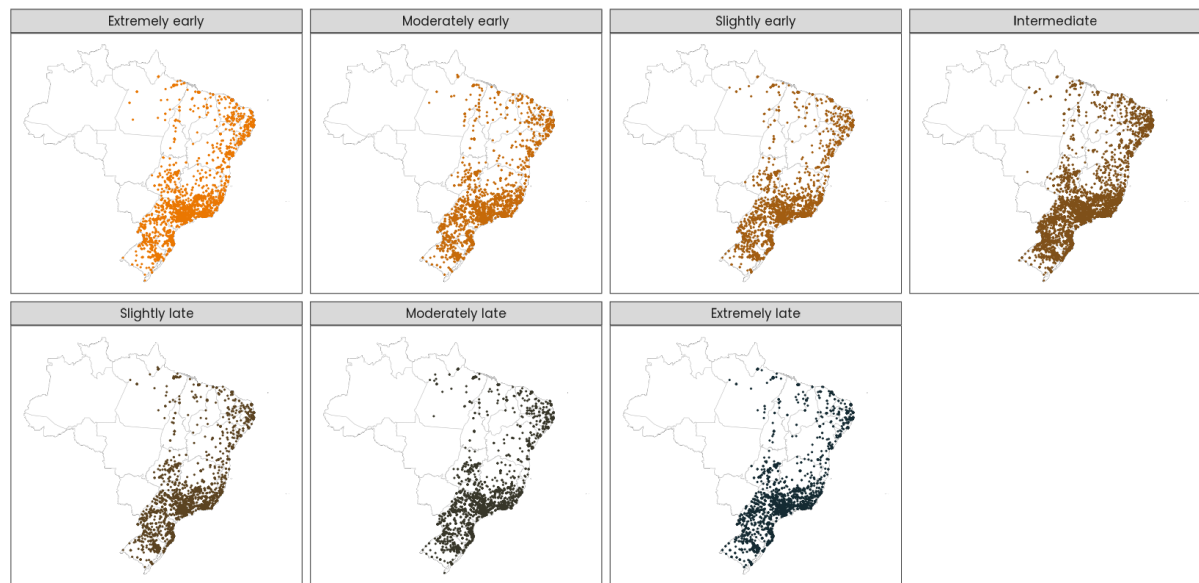 Extremely early
Moderately early
Slightly early
Intermediate
Slightly late
Moderately late
Extremely late